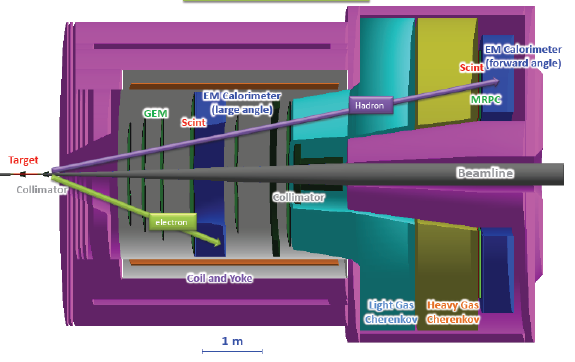 EM Calorimeter
(forward angle)
Scint
MRPC
Hadron
EM Calorimeter
(large angle)
GEM
Scint
Target
Collimator
Beamline
Collimator
electron
Coil and Yoke
Light Gas
Cherenkov
Heavy Gas
Cherenkov
1 m